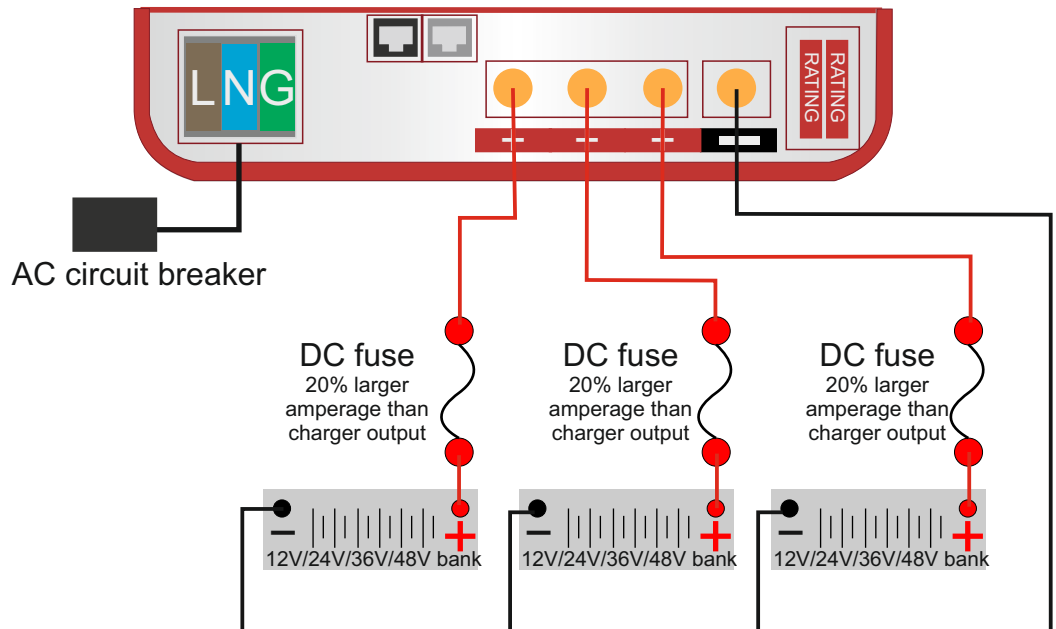 LNG
RATING
RATING
AC circuit breaker
DC fuse
20% larger
amperage than
charger output
DC fuse
20% larger
amperage than
charger output
DC fuse
20% larger
amperage than
charger output
− +
12V/24V/36V/48V bank
− +
12V/24V/36V/48V bank
− +
12V/24V/36V/48V bank